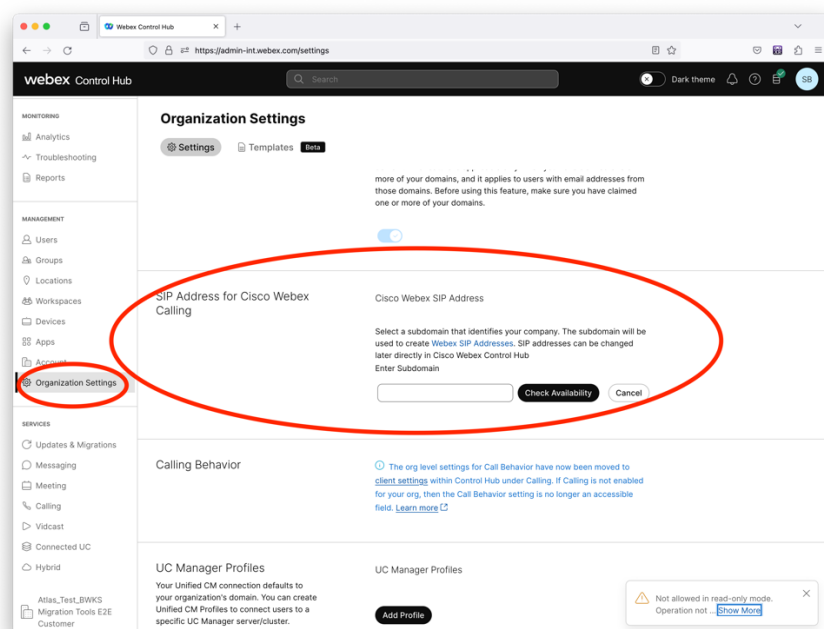 Webex Control Hub
https://admin-int.webex.com/settings
webex Control Hub
Search
Dark theme
SB
MONITORING
Analytics
Troubleshooting
Reports
MANAGEMENT
Users
Groups
Locations
Workspaces
Devices
Apps
Account
Organization Settings
SERVICES
Updates & Migrations
Messaging
Meeting
Calling
Vidcast
Connected UC
Hybrid
Atlas_Test_BWKS
Migration Tools E2E
Customer
Organization Settings
Settings
Templates
Beta
more of your domains, and it applies to users with email addresses from
those domains. Before using this feature, make sure you have claimed
one or more of your domains.
SIP Address for Cisco Webex
Calling
Cisco Webex SIP Address
Select a subdomain that identifies your company. The subdomain will be
used to create Webex SIP Addresses. SIP addresses can be changed
later directly in Cisco Webex Control Hub
Enter Subdomain
Check Availability
Cancel
Calling Behavior
The org level settings for Call Behavior have now been moved to
client settings within Control Hub under Calling. If Calling is not enabled
for your org, then the Call Behavior setting is no longer an accessible
field. Learn more
UC Manager Profiles
Your Unified CM connection defaults to
your organization's domain. You can create
Unified CM Profiles to connect users to a
specific UC Manager server/cluster.
UC Manager Profiles
Add Profile
Not allowed in read-only mode.
Operation not ... Show More